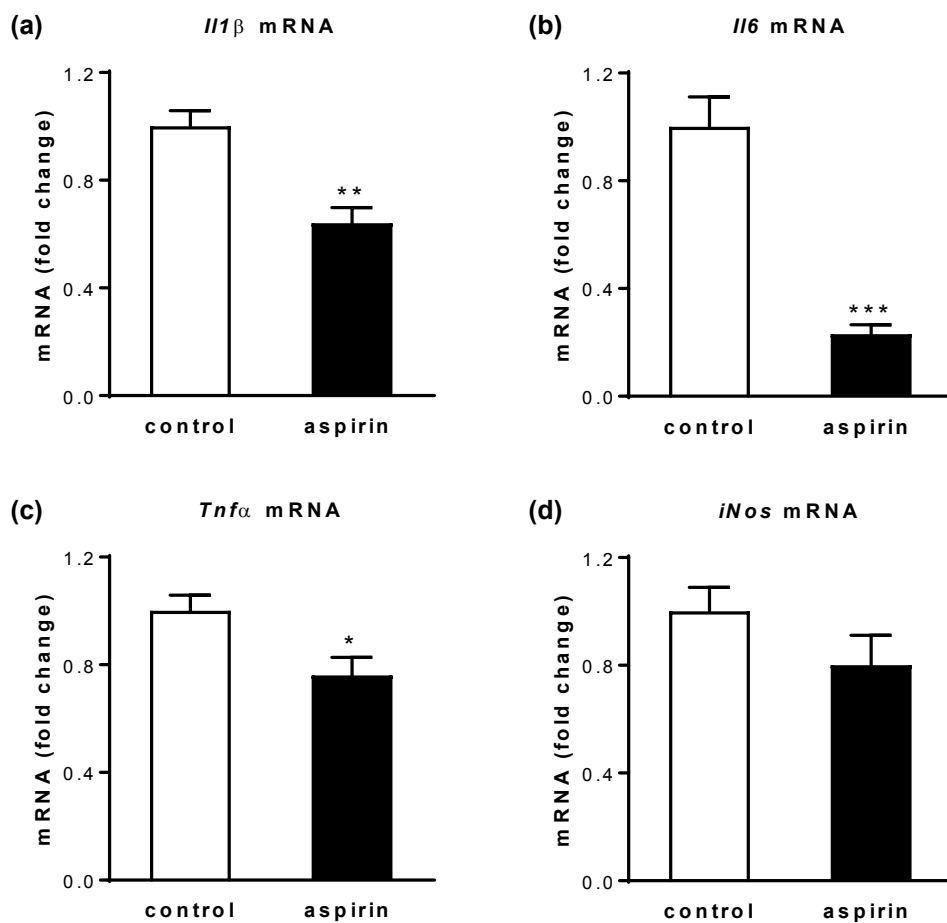 (a)
Il1β mRNA
mRNA (fold change)
1.2
0.8
0.4
0.0
**
control aspirin
(b)
Il6 mRNA
mRNA (fold change)
1.2
0.8
0.4
0.0
***
control aspirin
(c)
Tnfα mRNA
mRNA (fold change)
1.2
0.8
0.4
0.0
*
control aspirin
(d)
iNos mRNA
mRNA (fold change)
1.2
0.8
0.4
0.0
control aspirin